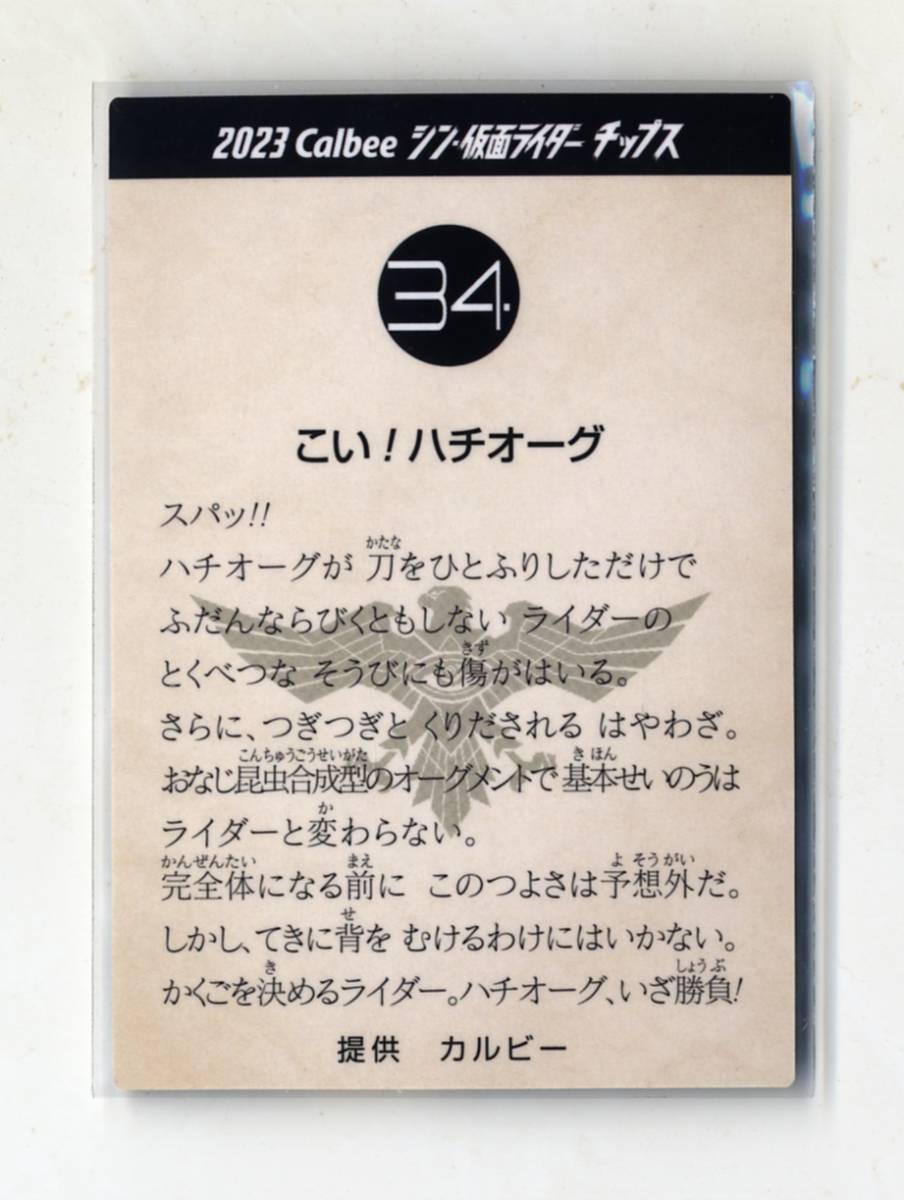 2023 Calbee シン・仮面ライダー チップス
34
こい!ハチオーグ
スパッ!!
ハチオーグが 刀をひとふりしただけで
ふだんならびくともしない ライダーの
とくべつな そうびにも傷がはいる。
さらに、つぎつぎと くりだされる はやわざ。
おなじ昆虫合成型のオーグメントで 基本せいのうは
ライダーと変わらない。
完全体になる前に このつよさは予想外だ。
しかし、てきに背を むけるわけにはいかない。
かくごを決めるライダー。ハチオーグ、いざ勝負!
提供 カルビー